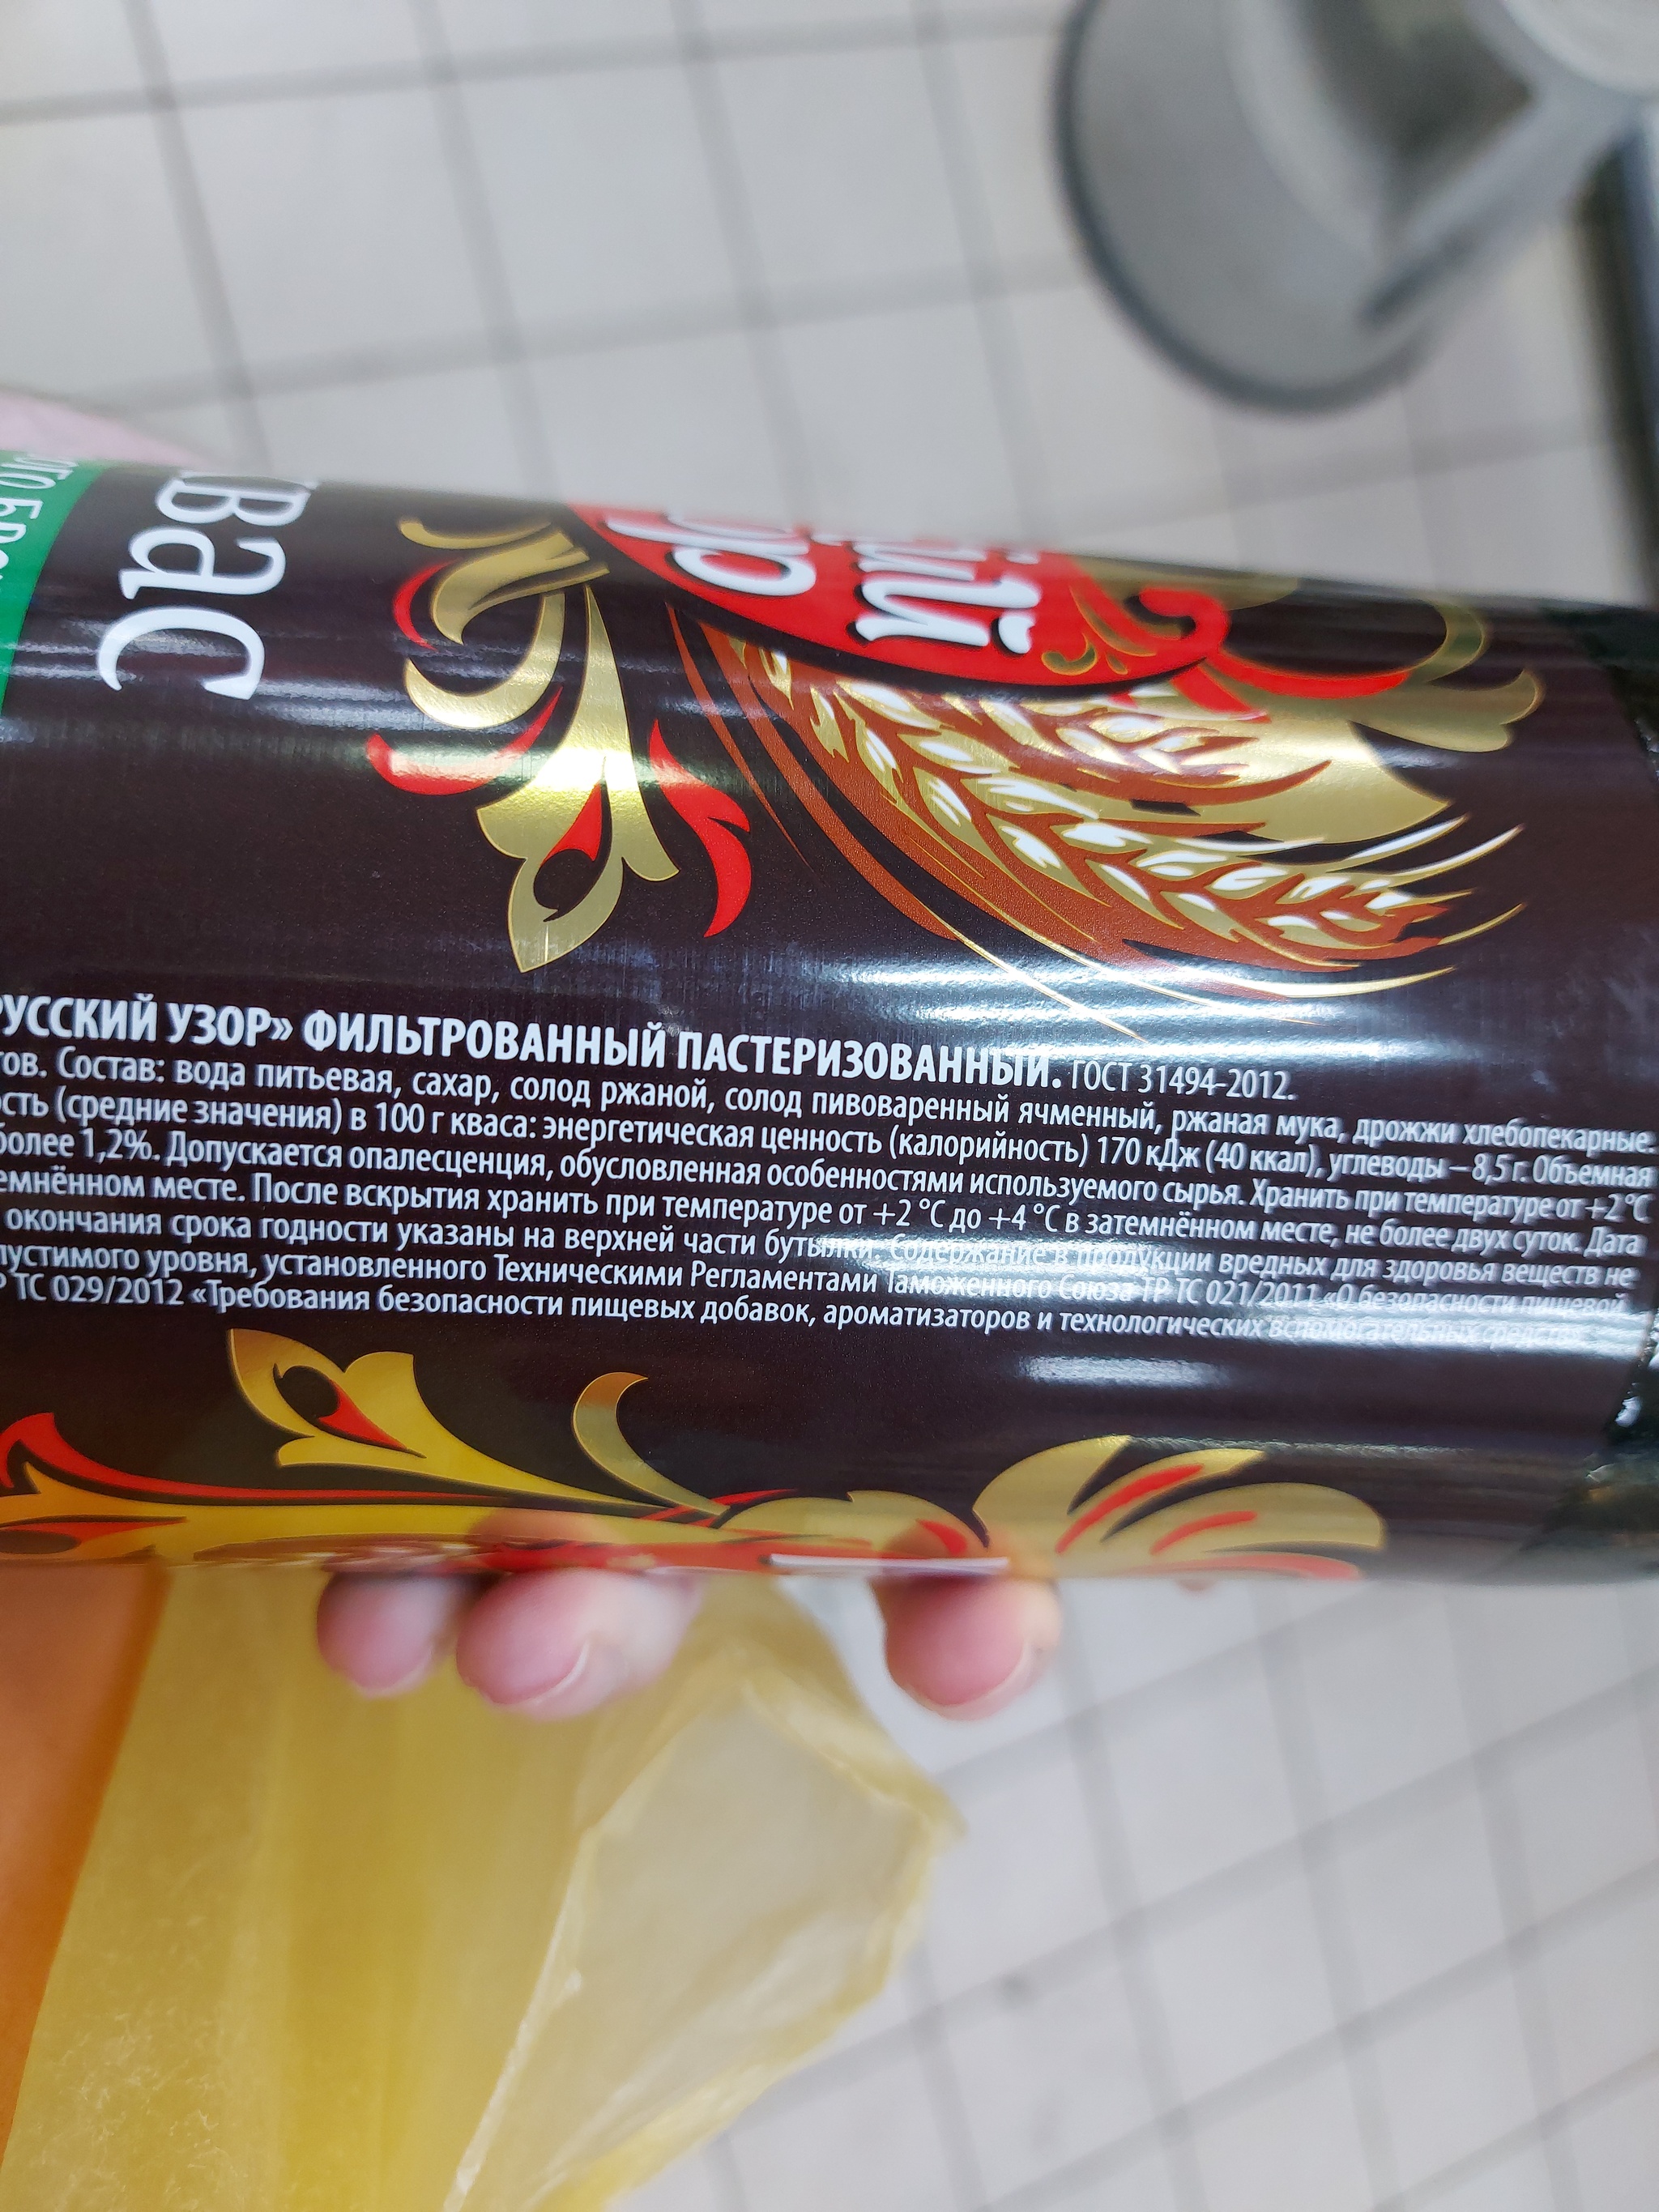 вас
РУССКИЙ УЗОР» ФИЛЬТРОВАННЫЙ ПАСТЕРИЗОВАННЫЙ. ГОСТ 31494-2012.
тов. Состав: вода питьевая, сахар, солод ржаной, солод пивоваренный ячменный, ржаная мука, дрожжи хлебопекарные.
сть (средние значения) в 100 г кваса: энергетическая ценность (калорийность) 170 кДж (40 ккал), углеводы – 8,5 г. Объемная
более 1,2%. Допускается опалесценция, обусловленная особенностями используемого сырья. Хранить при температуре от +2 °С
емнённом месте. После вскрытия хранить при температуре от +2 °С до +4 °С в затемнённом месте, не более двух суток. Дата
окончания срока годности указаны на верхней части бутылки. Содержание в продукции вредных для здоровья веществ не
пустимого уровня, установленного Техническими Регламентами Таможенного Союза ТР ТС 021/2011 «О безопасности пищевой
Р ТС 029/2012 «Требования безопасности пищевых добавок, ароматизаторов и технологических вспомогательных средств»